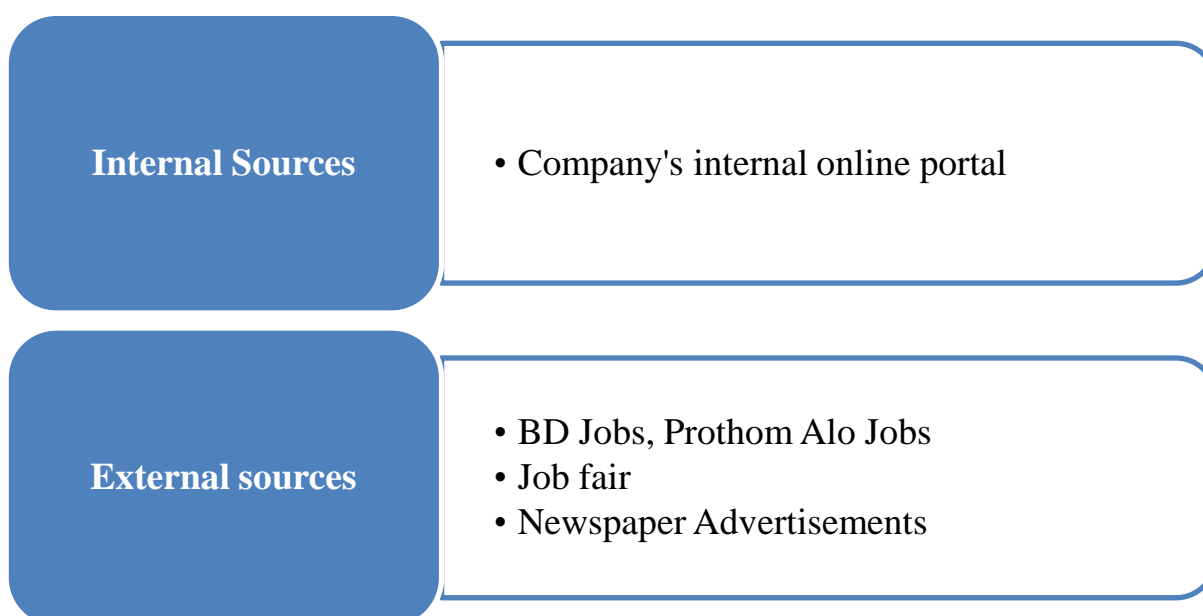 Internal Sources
• Company's internal online portal
External sources
• BD Jobs, Prothom Alo Jobs
• Job fair
• Newspaper Advertisements